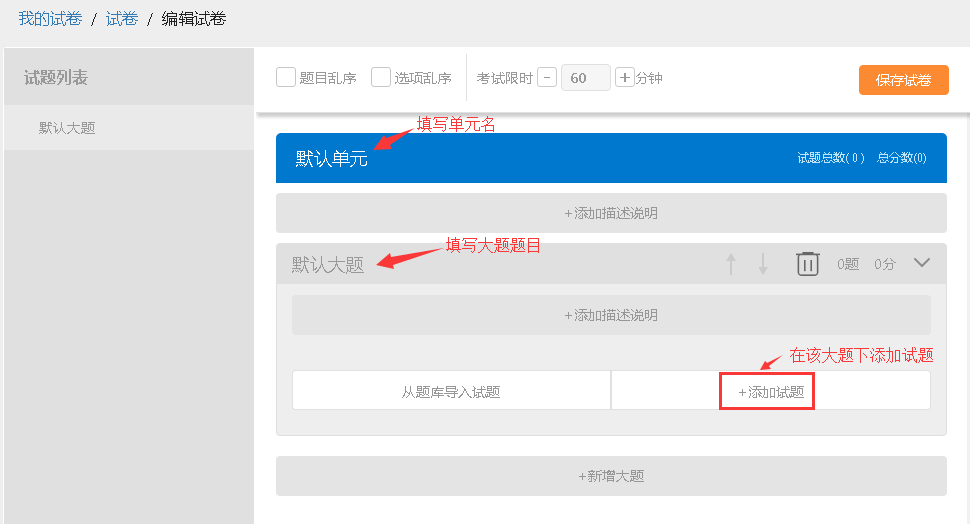 我的试卷 / 试卷 / 编辑试卷
试题列表
默认大题
题目乱序 选项乱序 考试限时 - 60 + 分钟 保存试卷
填写单元名
默认单元 试题总数( 0 ) 总分数(0)
+添加描述说明
填写大题题目
默认大题 0题 0分
+添加描述说明
在该大题下添加试题
从题库导入试题 +添加试题
+新增大题